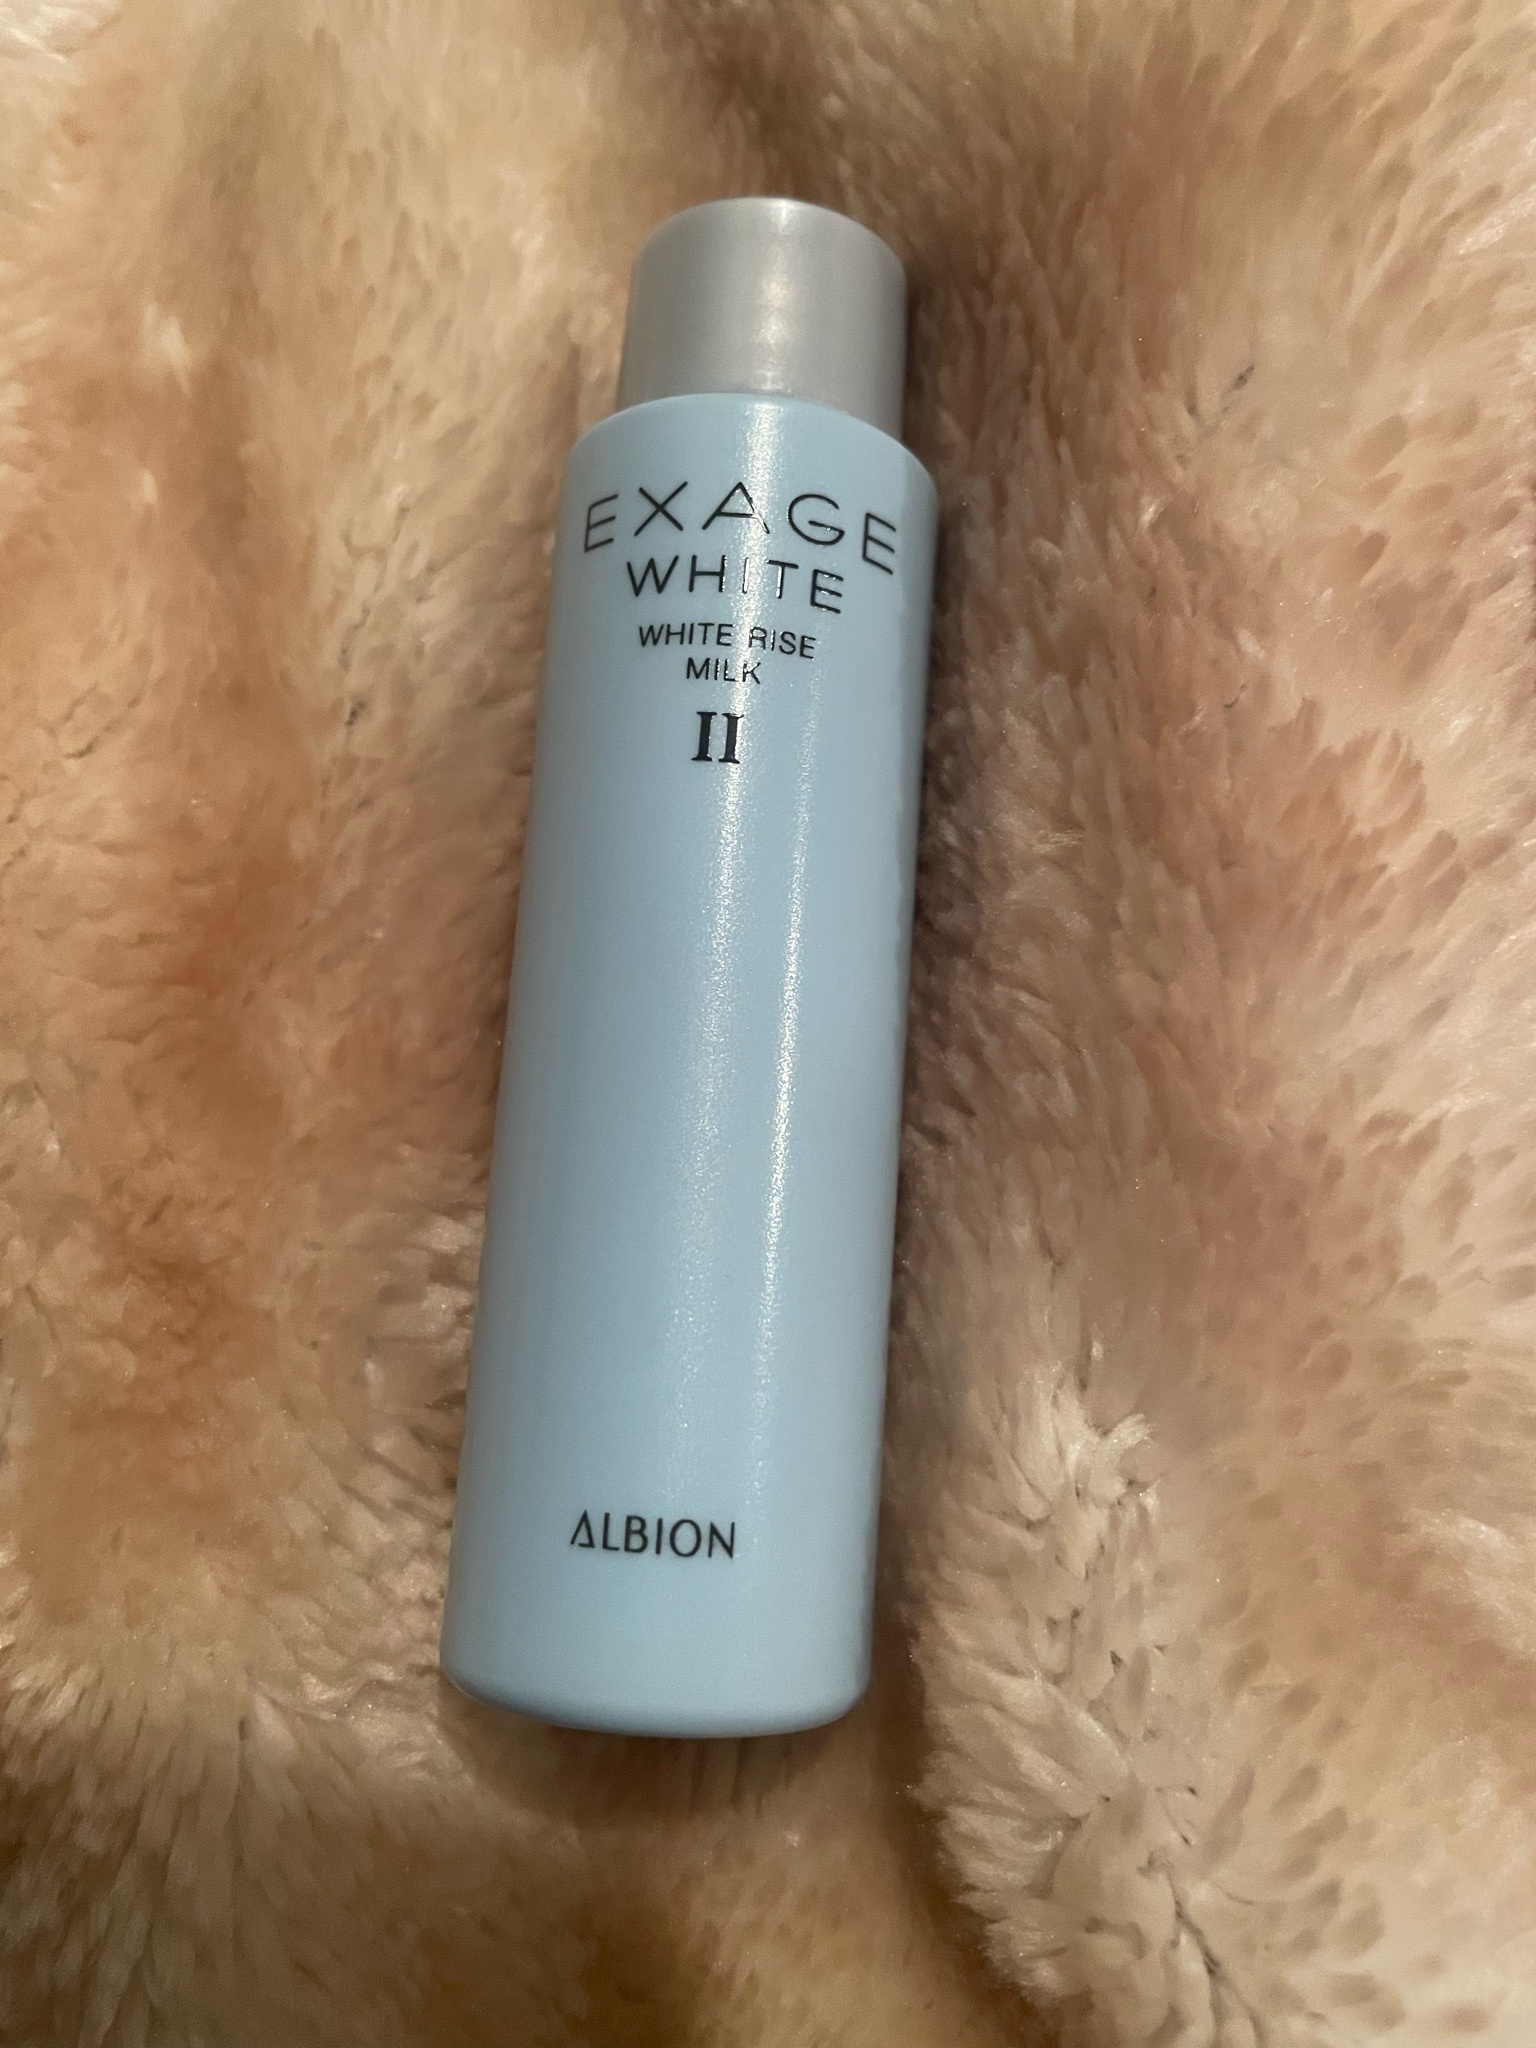 EXAGE
WHITE
WHITE RISE
MILK
II
ALBION